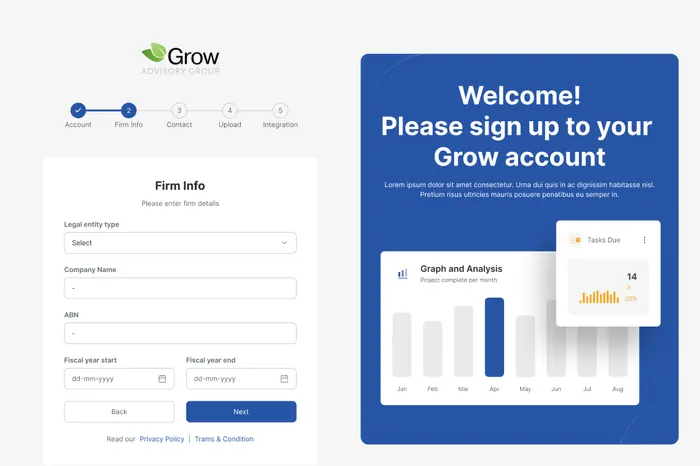 Grow
ADVISORY GROUP
2
3
4
5
Account
Firm Info
Contact
Upload
Integration
Firm Info
Please enter firm details
Legal entity type
Select
Company Name
-
ABN
-
Fiscal year start
Fiscal year end
dd-mm-yyyy
dd-mm-yyyy
Back
Next
Read our Privacy Policy | Trams & Condition
Welcome!
Please sign up to your
Grow account
Lorem ipsum dolor sit amet consectetur. Urna dui quis in ac dignissim habitasse nisl.
Pretium risus ultricies mauris posuere penatibus eu semper in.
Tasks Due
14
20%
Graph and Analysis
Project complete per month
Jan
Feb
Mar
Apr
May
Jun
Jul
Aug